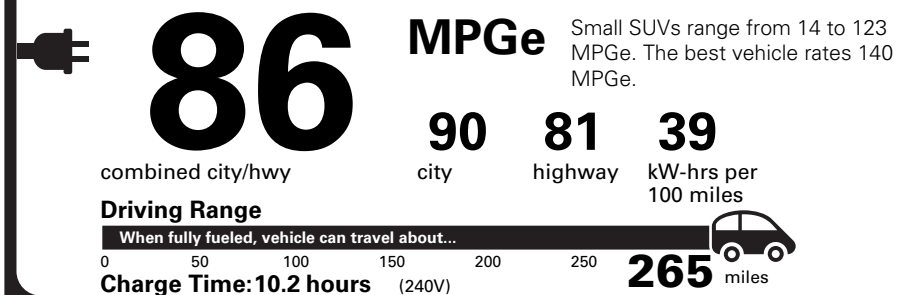 86
MPGe
Small SUVs range from 14 to 123
MPGe. The best vehicle rates 140
MPGe.
combined city/hwy
90
city
81
highway
39
kW-hrs per
100 miles
Driving Range
When fully fueled, vehicle can travel about...
0 50 100 150 200 250 265 miles
Charge Time: 10.2 hours (240V)